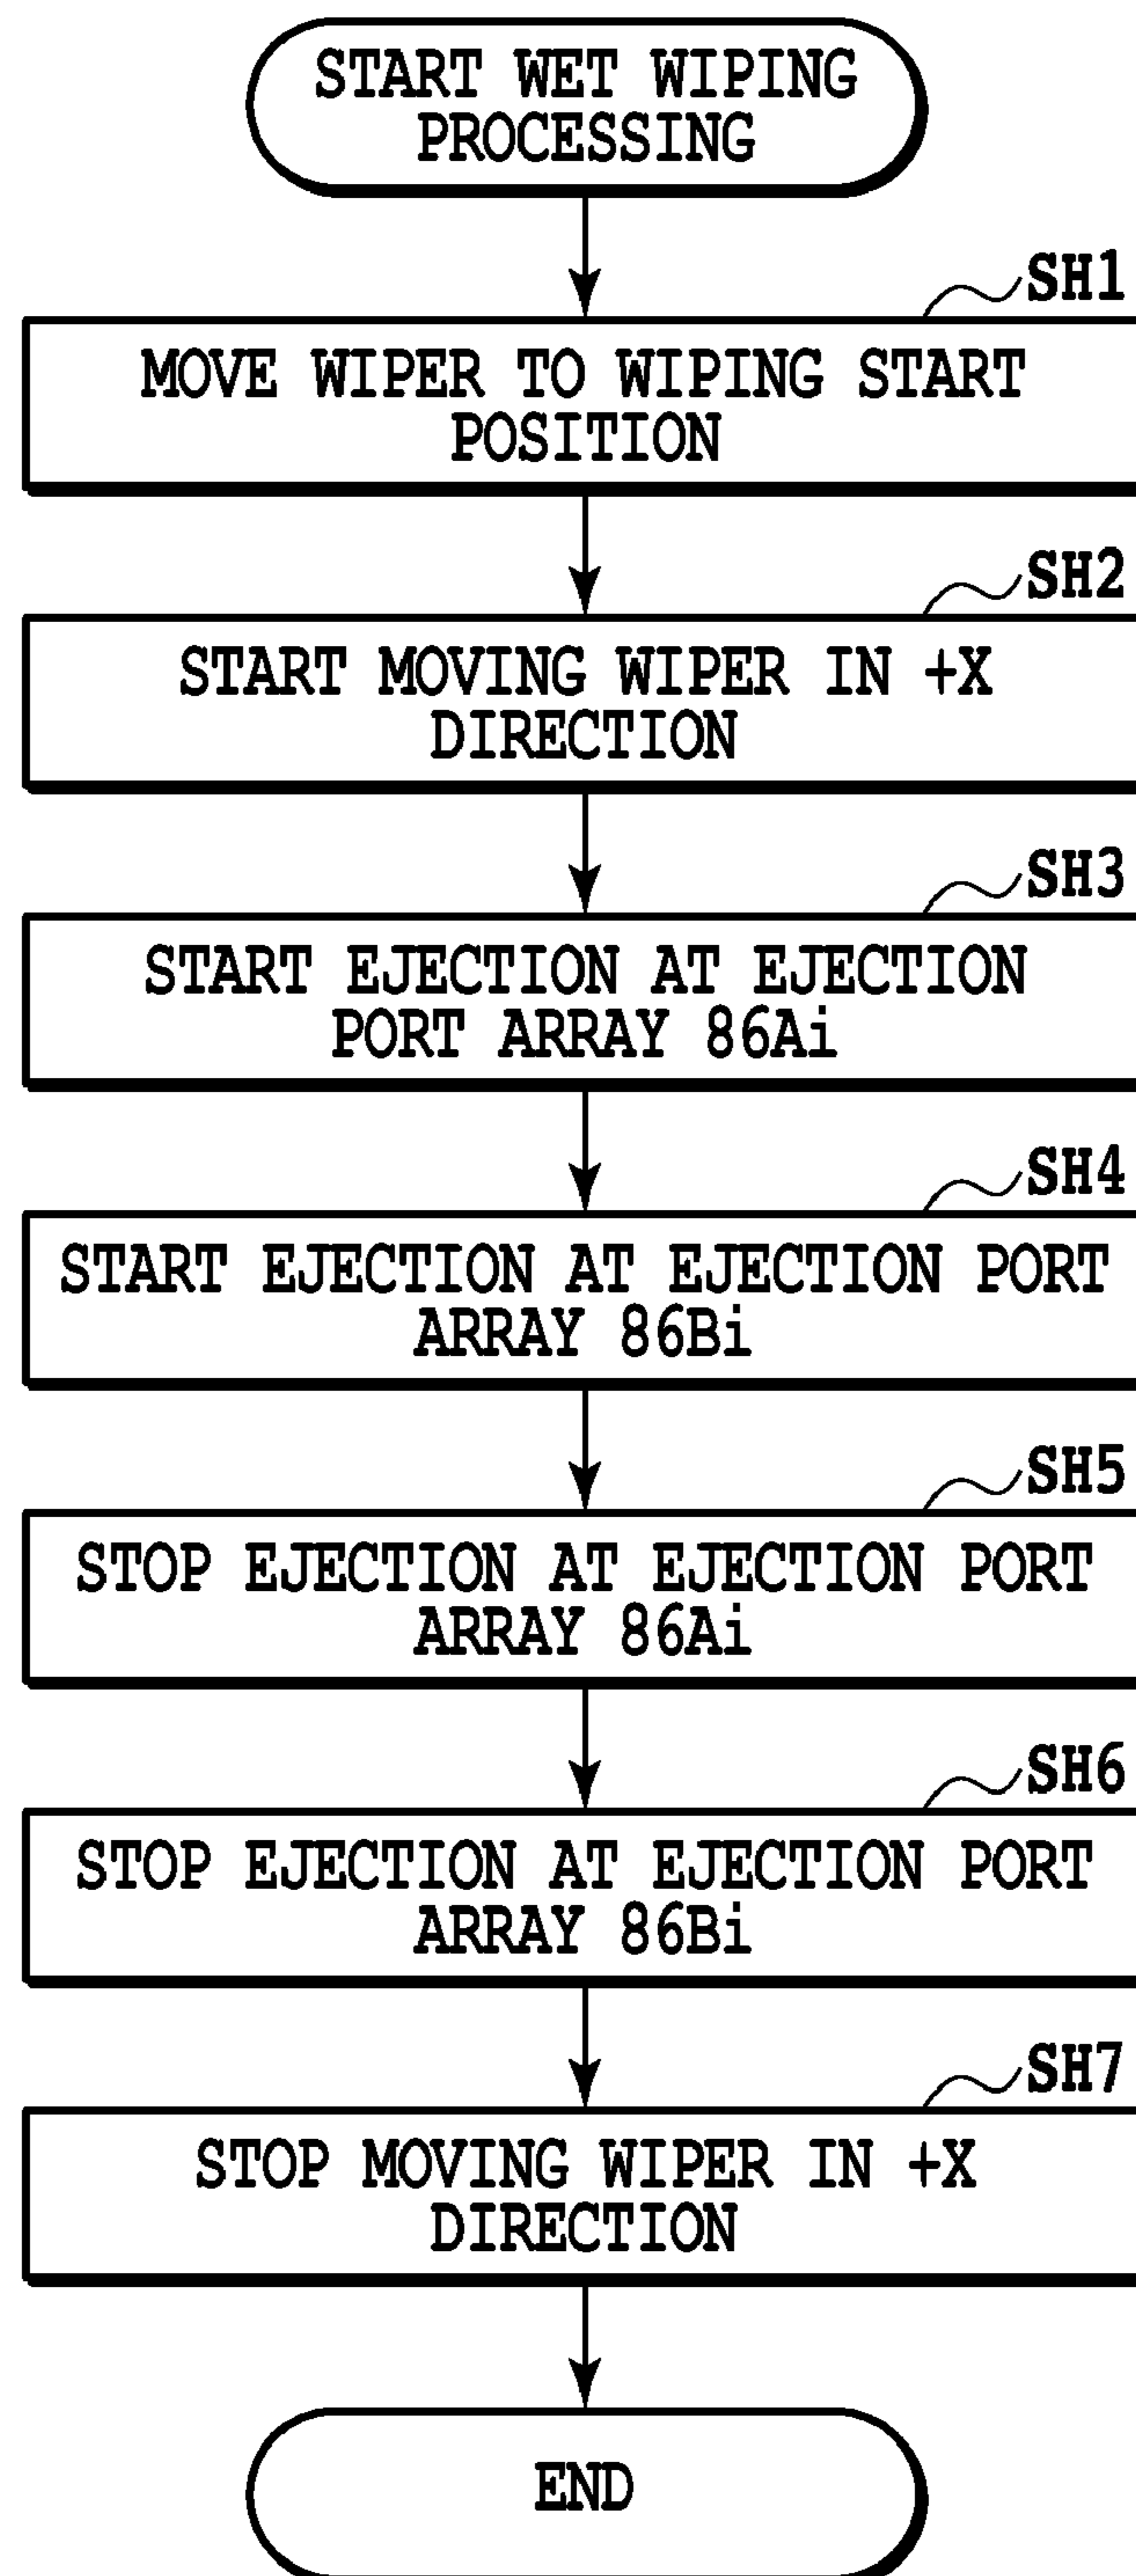 START WET WIPING
PROCESSING
SH1
MOVE WIPER TO WIPING START
POSITION
SH2
START MOVING WIPER IN +X
DIRECTION
SH3
START EJECTION AT EJECTION
PORT ARRAY 86Ai
SH4
START EJECTION AT EJECTION PORT
ARRAY 86Bi
SH5
STOP EJECTION AT EJECTION PORT
ARRAY 86Ai
SH6
STOP EJECTION AT EJECTION PORT
ARRAY 86Bi
SH7
STOP MOVING WIPER IN +X
DIRECTION
END